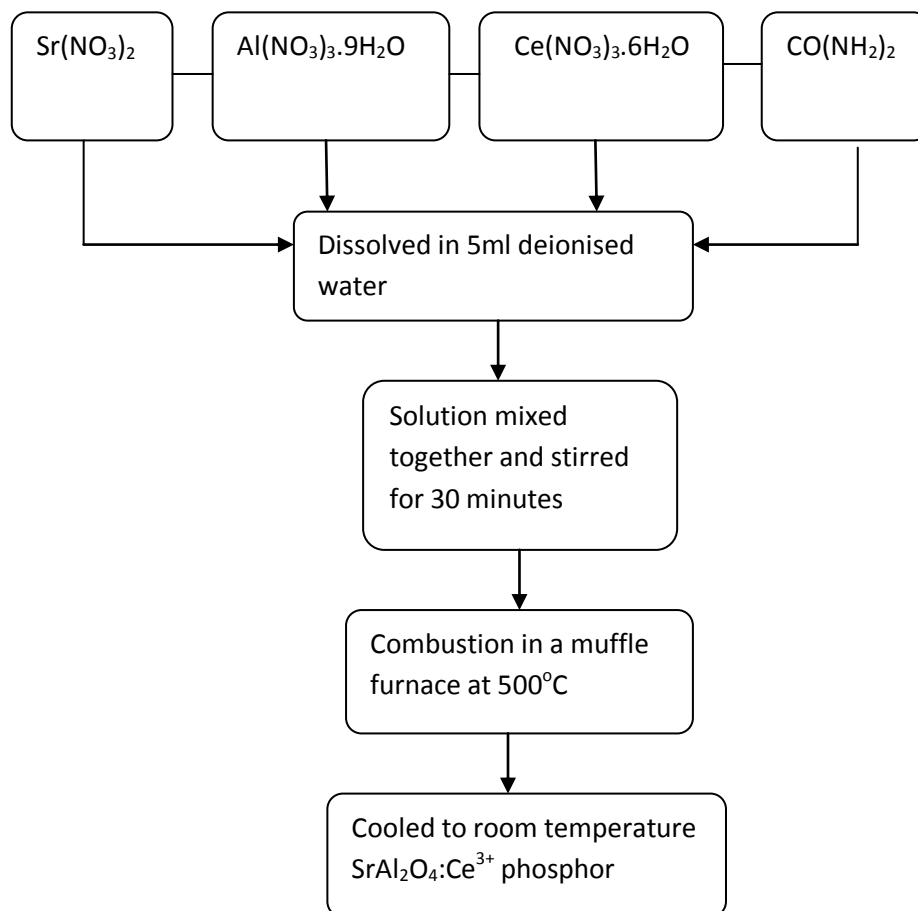 Sr(NO₃)₂
Al(NO₃)₃.9H₂O
Ce(NO₃)₃.6H₂O
CO(NH₂)₂
Dissolved in 5ml deionised
water
Solution mixed
together and stirred
for 30 minutes
Combustion in a muffle
furnace at 500°C
Cooled to room temperature
SrAl₂O₄:Ce³⁺ phosphor